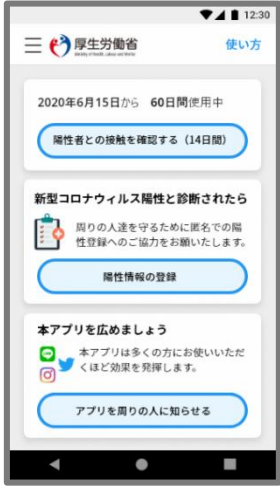 12:30
厚生労働省
Ministry of Health, Labour and Welfare
使い方
2020年6月15日から 60日間使用中
陽性者との接触を確認する（14日間）
新型コロナウィルス陽性と診断されたら
周りの人達を守るために匿名での陽
性登録へのご協力をお願いいたします。
陽性情報の登録
本アプリを広めましょう
本アプリは多くの方にお使いいただ
くほど効果を発揮します。
アプリを周りの人に知らせる